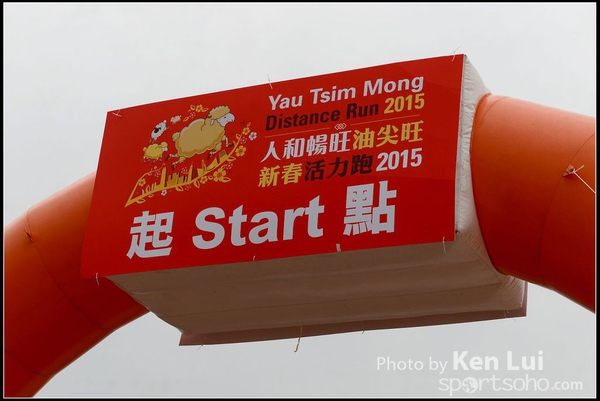 Yau Tsim Mong
Distance Run 2015
人和暢旺油尖旺
新春活力跑2015
起 Start 點
Photo by Ken Lui
sportsoho.com